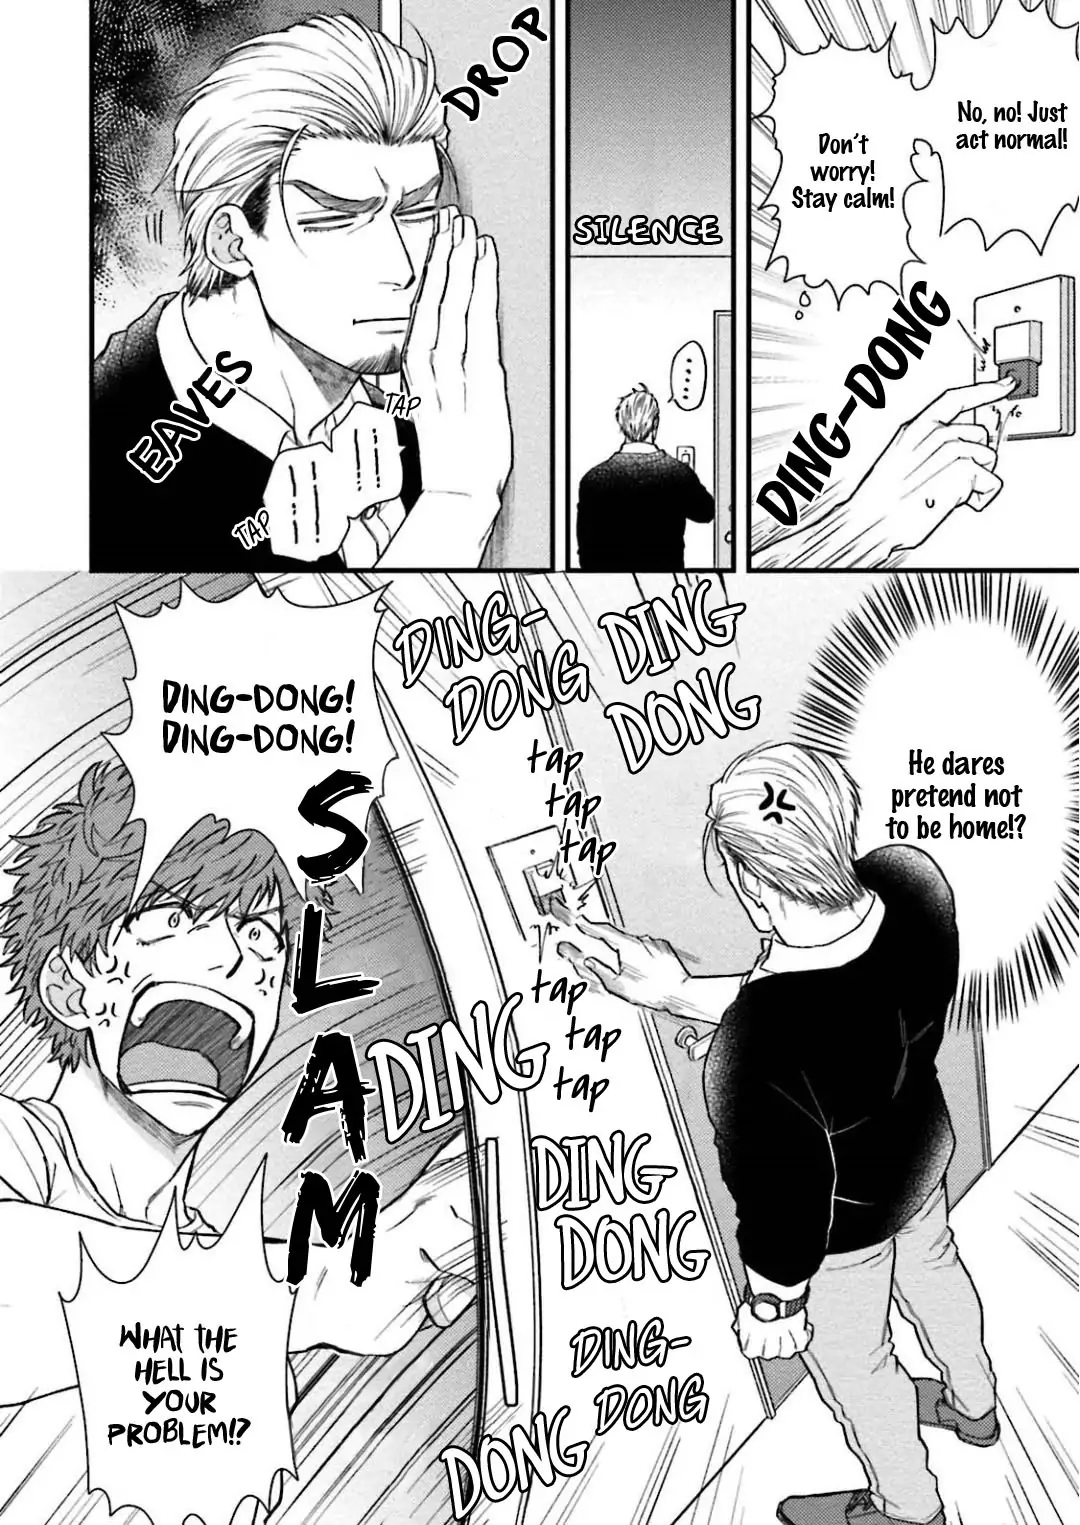 No, no! Just
act normal!
Don't
worry!
Stay calm!
DING-DONG
SILENCE
......
DROP
EAVES
TAP
TAP
He dares
pretend not
to be home!?
DING-
DONG
DING-
DONG
tap
tap
tap
tap
tap
tap
DING
DING-
DONG
DING-
DONG
DONG
DING-DONG!
DING-DONG!
SLAM
WHAT THE
HELL IS
YOUR
PROBLEM!?